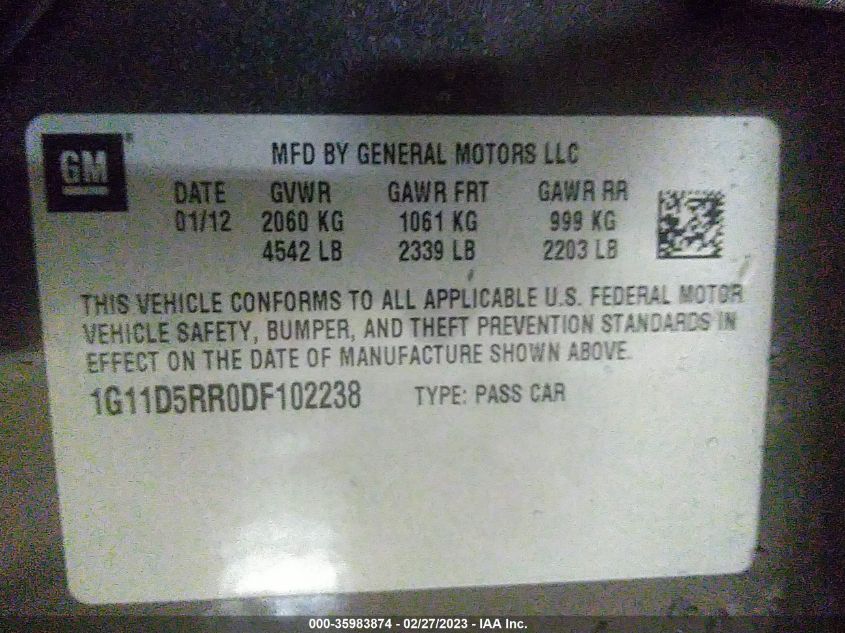 GM
MFD BY GENERAL MOTORS LLC
DATE GVWR GAWR FRT GAWR RR
01/12 2060 KG 1061 KG 999 KG
4542 LB 2339 LB 2203 LB
THIS VEHICLE CONFORMS TO ALL APPLICABLE U.S. FEDERAL MOTOR
VEHICLE SAFETY, BUMPER, AND THEFT PREVENTION STANDARDS IN
EFFECT ON THE DATE OF MANUFACTURE SHOWN ABOVE.
1G11D5RR0DF102238 TYPE: PASS CAR
000-35983874 - 02/27/2023 - IAA Inc.